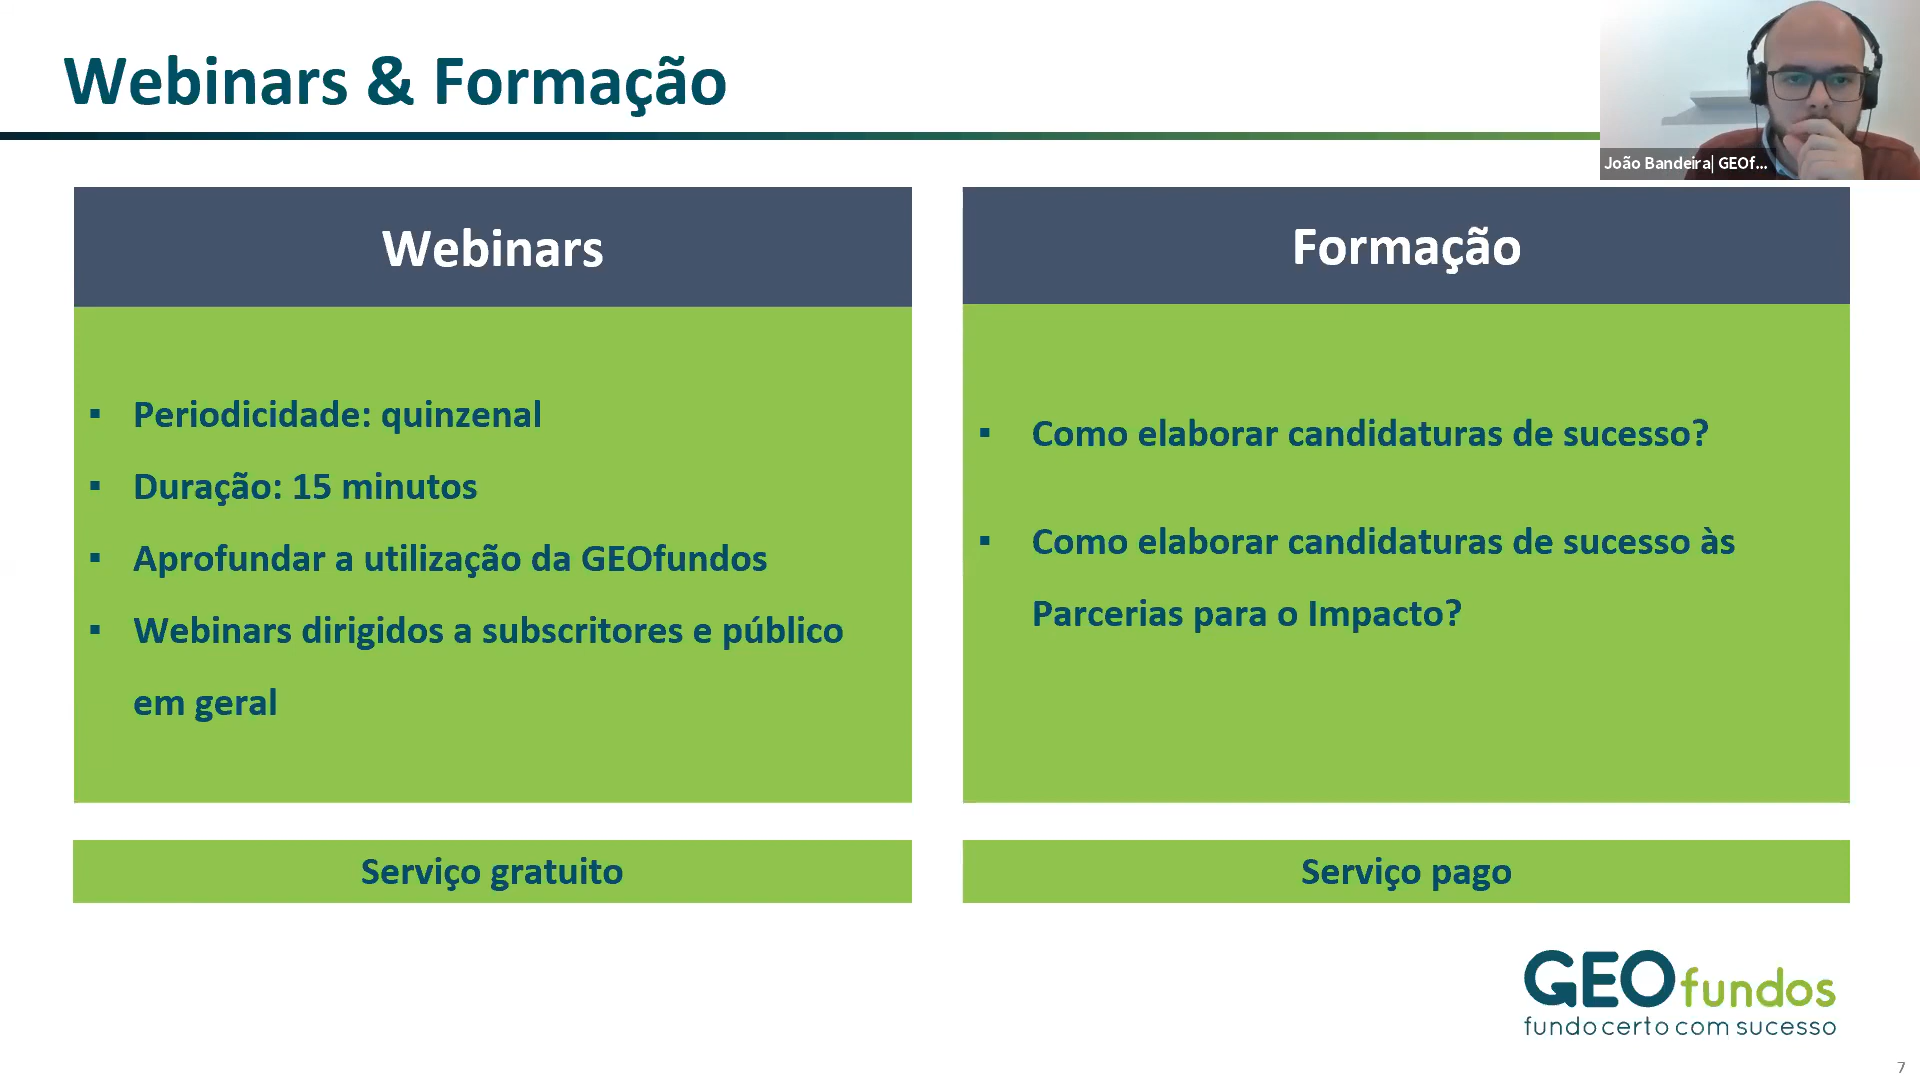 Webinars & Formação
João Bandeira| GEOf...
Webinars
▪ Periodicidade: quinzenal
▪ Duração: 15 minutos
▪ Aprofundar a utilização da GEOfundos
▪ Webinars dirigidos a subscritores e público
em geral
Serviço gratuito
Formação
▪ Como elaborar candidaturas de sucesso?
▪ Como elaborar candidaturas de sucesso às
Parcerias para o Impacto?
Serviço pago
GEOfundos
fundo certo com sucesso
7